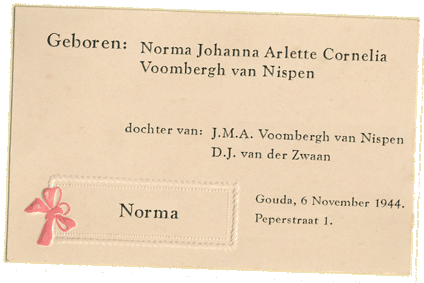 Geboren: Norma Johanna Arlette Cornelia
Voombergh van Nispen
dochter van: J.M.A. Voombergh van Nispen
D.J. van der Zwaan
Norma
Gouda, 6 November 1944.
Peperstraat 1.